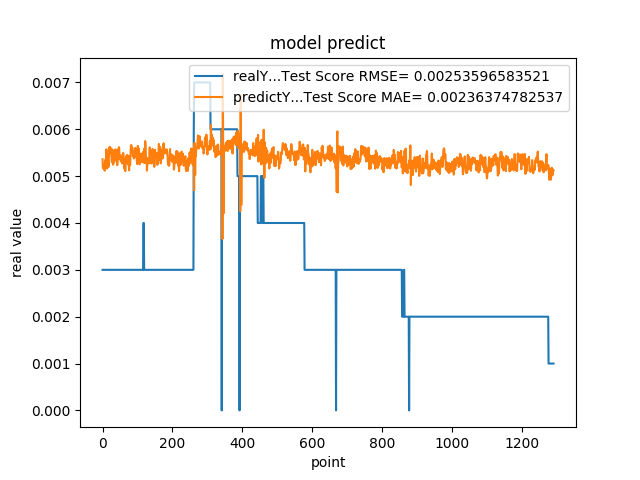 model predict
realY...Test Score RMSE= 0.00253596583521
predictY...Test Score MAE= 0.00236374782537
real value
0.007
0.006
0.005
0.004
0.003
0.002
0.001
0.000
0 200 400 600 800 1000 1200
point